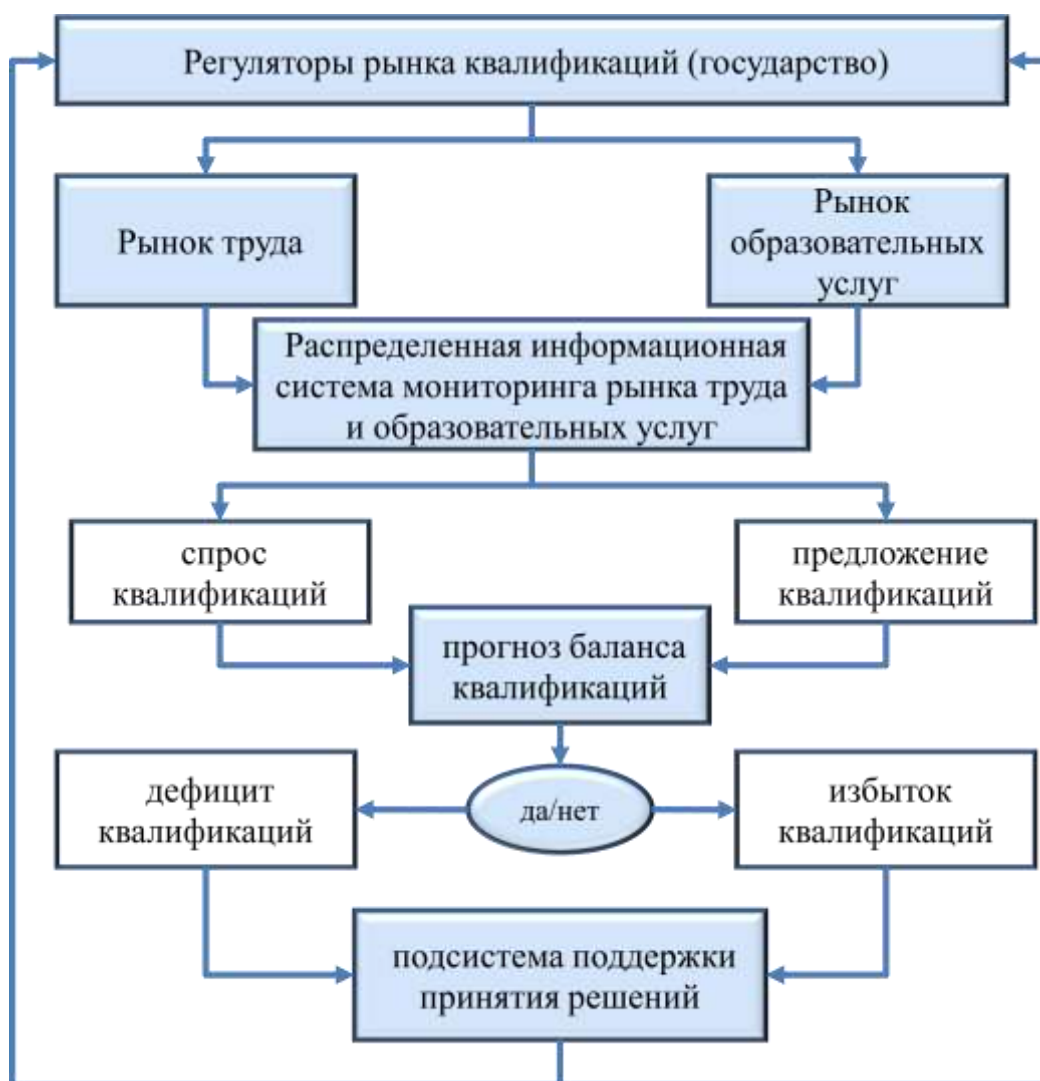 Регуляторы рынка квалификаций (государство)
Рынок труда
Рынок
образовательных
услуг
Распределенная информационная
система мониторинга рынка труда
и образовательных услуг
спрос
квалификаций
предложение
квалификаций
прогноз баланса
квалификаций
дефицит
квалификаций
да/нет
избыток
квалификаций
подсистема поддержки
принятия решений